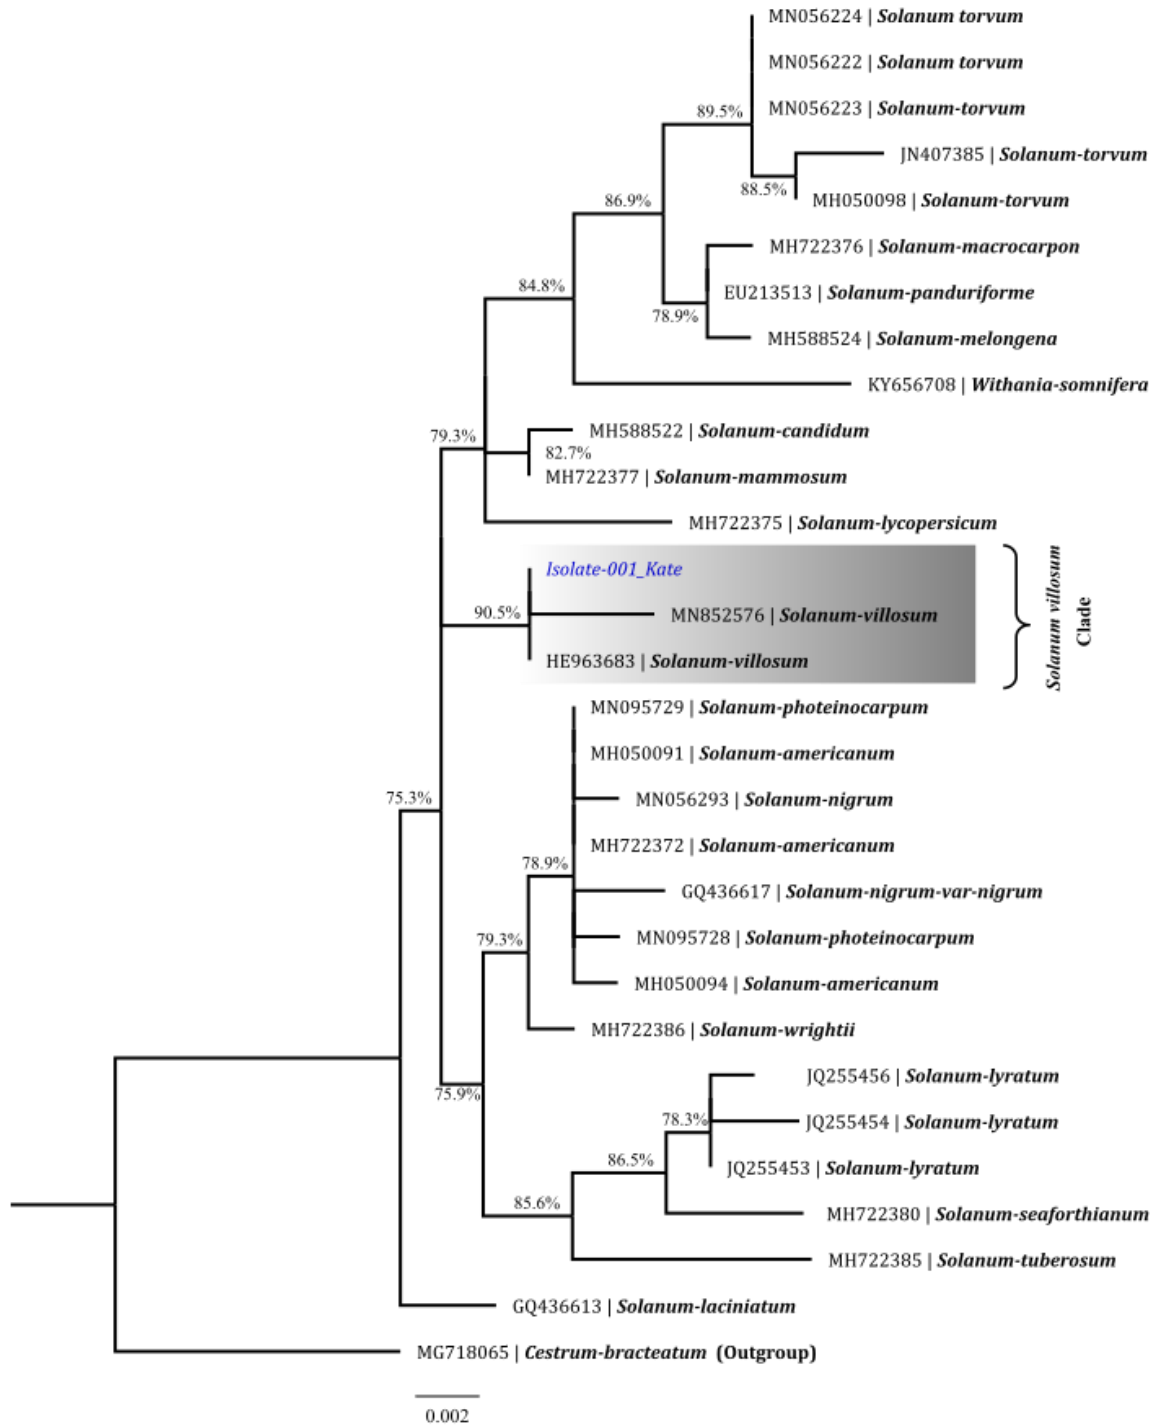 MN056224 | Solanum torvum
MN056222 | Solanum torvum
89.5%
MN056223 | Solanum-torvum
JN407385 | Solanum-torvum
88.5%
MH050098 | Solanum-torvum
86.9%
MH722376 | Solanum-macrocarpon
84.8%
EU213513 | Solanum-panduriforme
78.9%
MH588524 | Solanum-melongena
KY656708 | Withania-somnifera
79.3%
MH588522 | Solanum-candidum
82.7%
MH722377 | Solanum-mammosum
MH722375 | Solanum-lycopersicum
Isolate-001_Kate
90.5%
MN852576 | Solanum-villosum
HE963683 | Solanum-villosum
Solanum villosum
Clade
MN095729 | Solanum-photeinocarpum
MH050091 | Solanum-americanum
75.3%
MN056293 | Solanum-nigrum
MH722372 | Solanum-americanum
78.9%
GQ436617 | Solanum-nigrum-var-nigrum
79.3%
MN095728 | Solanum-photeinocarpum
MH050094 | Solanum-americanum
MH722386 | Solanum-wrightii
75.9%
JQ255456 | Solanum-lyratum
78.3%
JQ255454 | Solanum-lyratum
86.5%
JQ255453 | Solanum-lyratum
85.6%
MH722380 | Solanum-seaforthianum
MH722385 | Solanum-tuberosum
GQ436613 | Solanum-laciniatum
MG718065 | Cestrum-bracteatum (Outgroup)
0.002